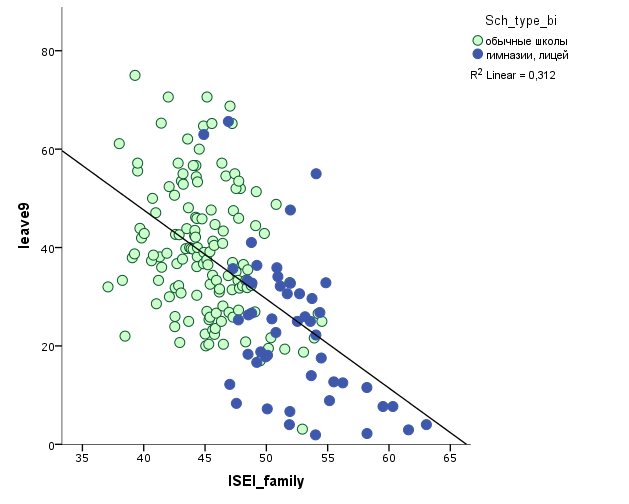 Sch_type_bi
обычные школы
гимназии, лицей
R2 Linear = 0,312
leave9
80
60
40
20
0
35 40 45 50 55 60 65
ISEI_family